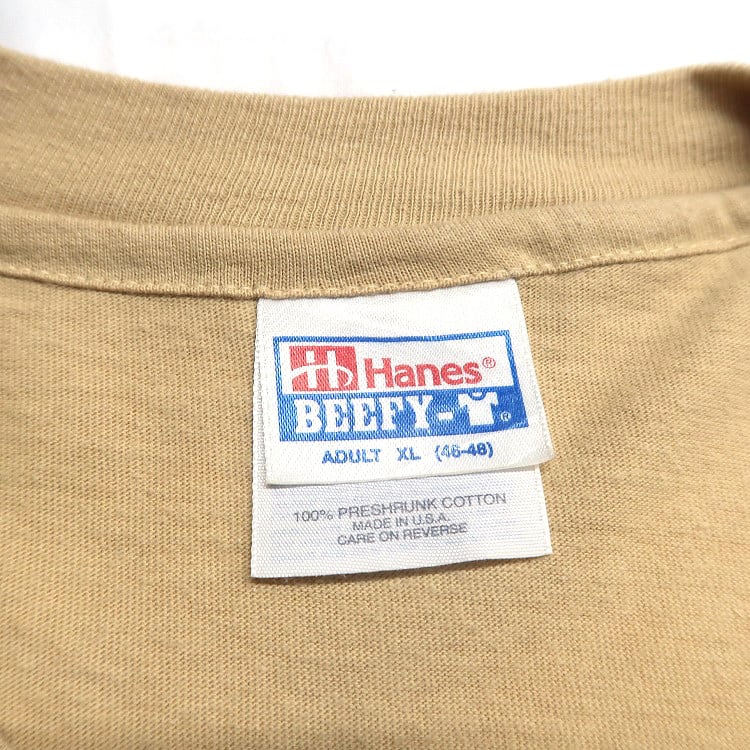 Hanes®
BEEFY-T®
ADULT XL (46-48)
100% PRESHRUNK COTTON
MADE IN U.S.A.
CARE ON REVERSE